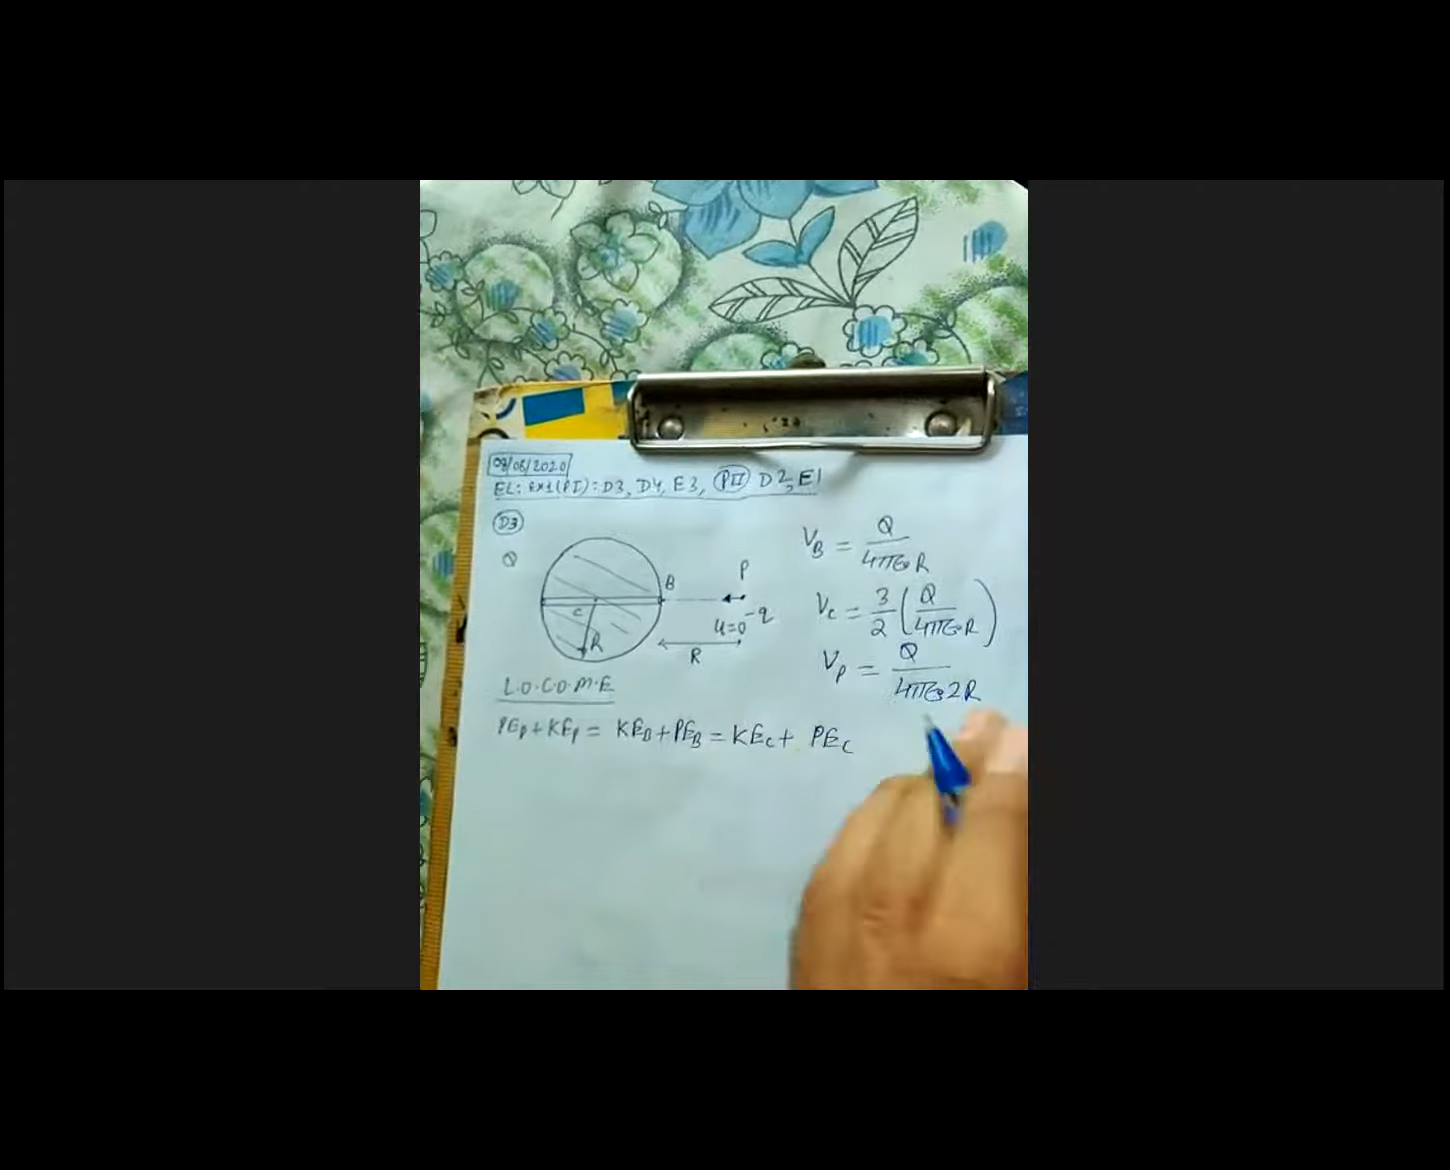 09/06/2020
EL: Ex1(PI): D3, D4, E3, PII D2, E1
D3
Q
B
P
C
R
u=0
-q
R
V_B = Q / 4πε₀R
V_C = 3/2 (Q / 4πε₀R)
V_P = Q / 4πε₀2R
L.O.C.O.M.E
PE_P + KE_P = KE_B + PE_B = KE_C + PE_C